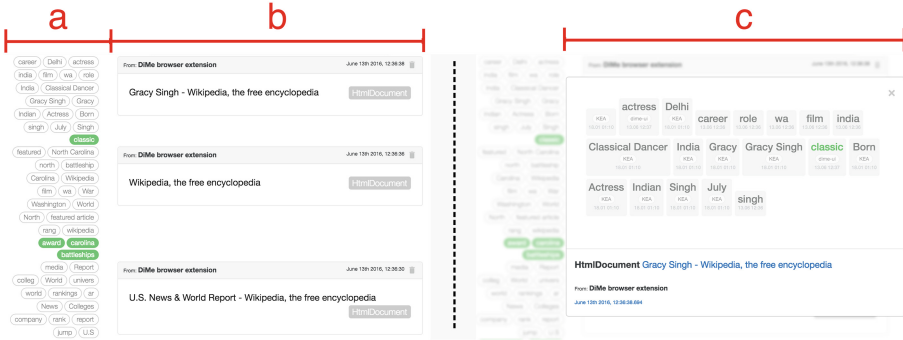 a
b
c
career Delhi actress
india film wa role
India Classical Dancer
Gracy Singh Gracy
Indian Actress Born
singh July Singh
classic
featured North Carolina
north battleship
Carolina Wikipedia
film wa War
Washington World
North featured article
rang wikipedia
award carolina
battleships
media Report
colleg World univers
world rankings ar
News Colleges
company rank report
jump U.S
From: DiMe browser extension June 13th 2016, 12:36:38
Gracy Singh - Wikipedia, the free encyclopedia
HtmlDocument
From: DiMe browser extension June 13th 2016, 12:36:36
Wikipedia, the free encyclopedia
HtmlDocument
From: DiMe browser extension June 13th 2016, 12:36:30
U.S. News & World Report - Wikipedia, the free encyclopedia
HtmlDocument
×
actress Delhi career role wa film india
KEA dime-ui KEA
Classical Dancer India Gracy Gracy Singh classic Born
KEA KEA KEA KEA dime-ui KEA
Actress Indian Singh July singh
KEA KEA KEA KEA
HtmlDocument Gracy Singh - Wikipedia, the free encyclopedia
From: DiMe browser extension
June 13th 2016, 12:36:38.694